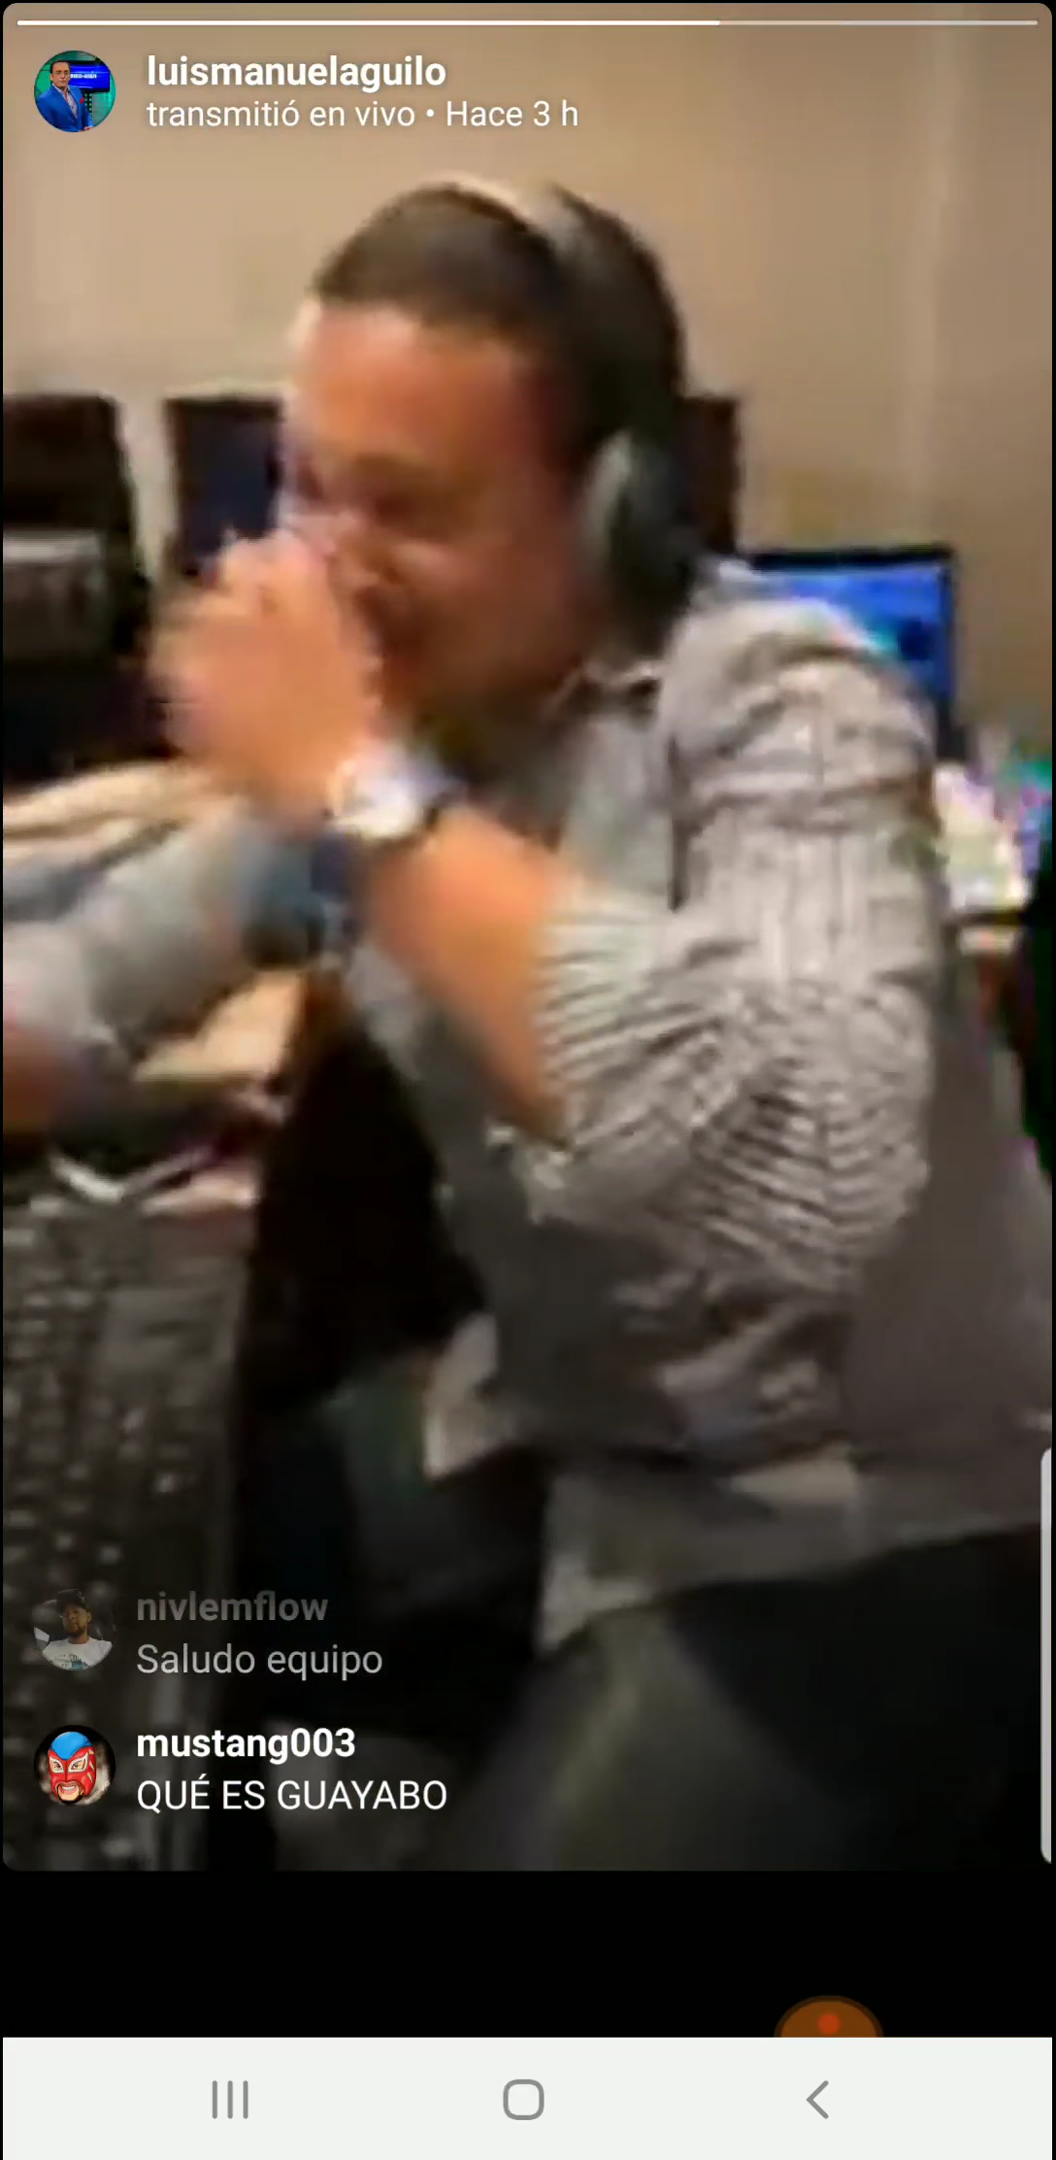 luismanuelaguilo
transmitió en vivo • Hace 3 h
nivlemflow
Saludo equipo
mustang003
QUÉ ES GUAYABO